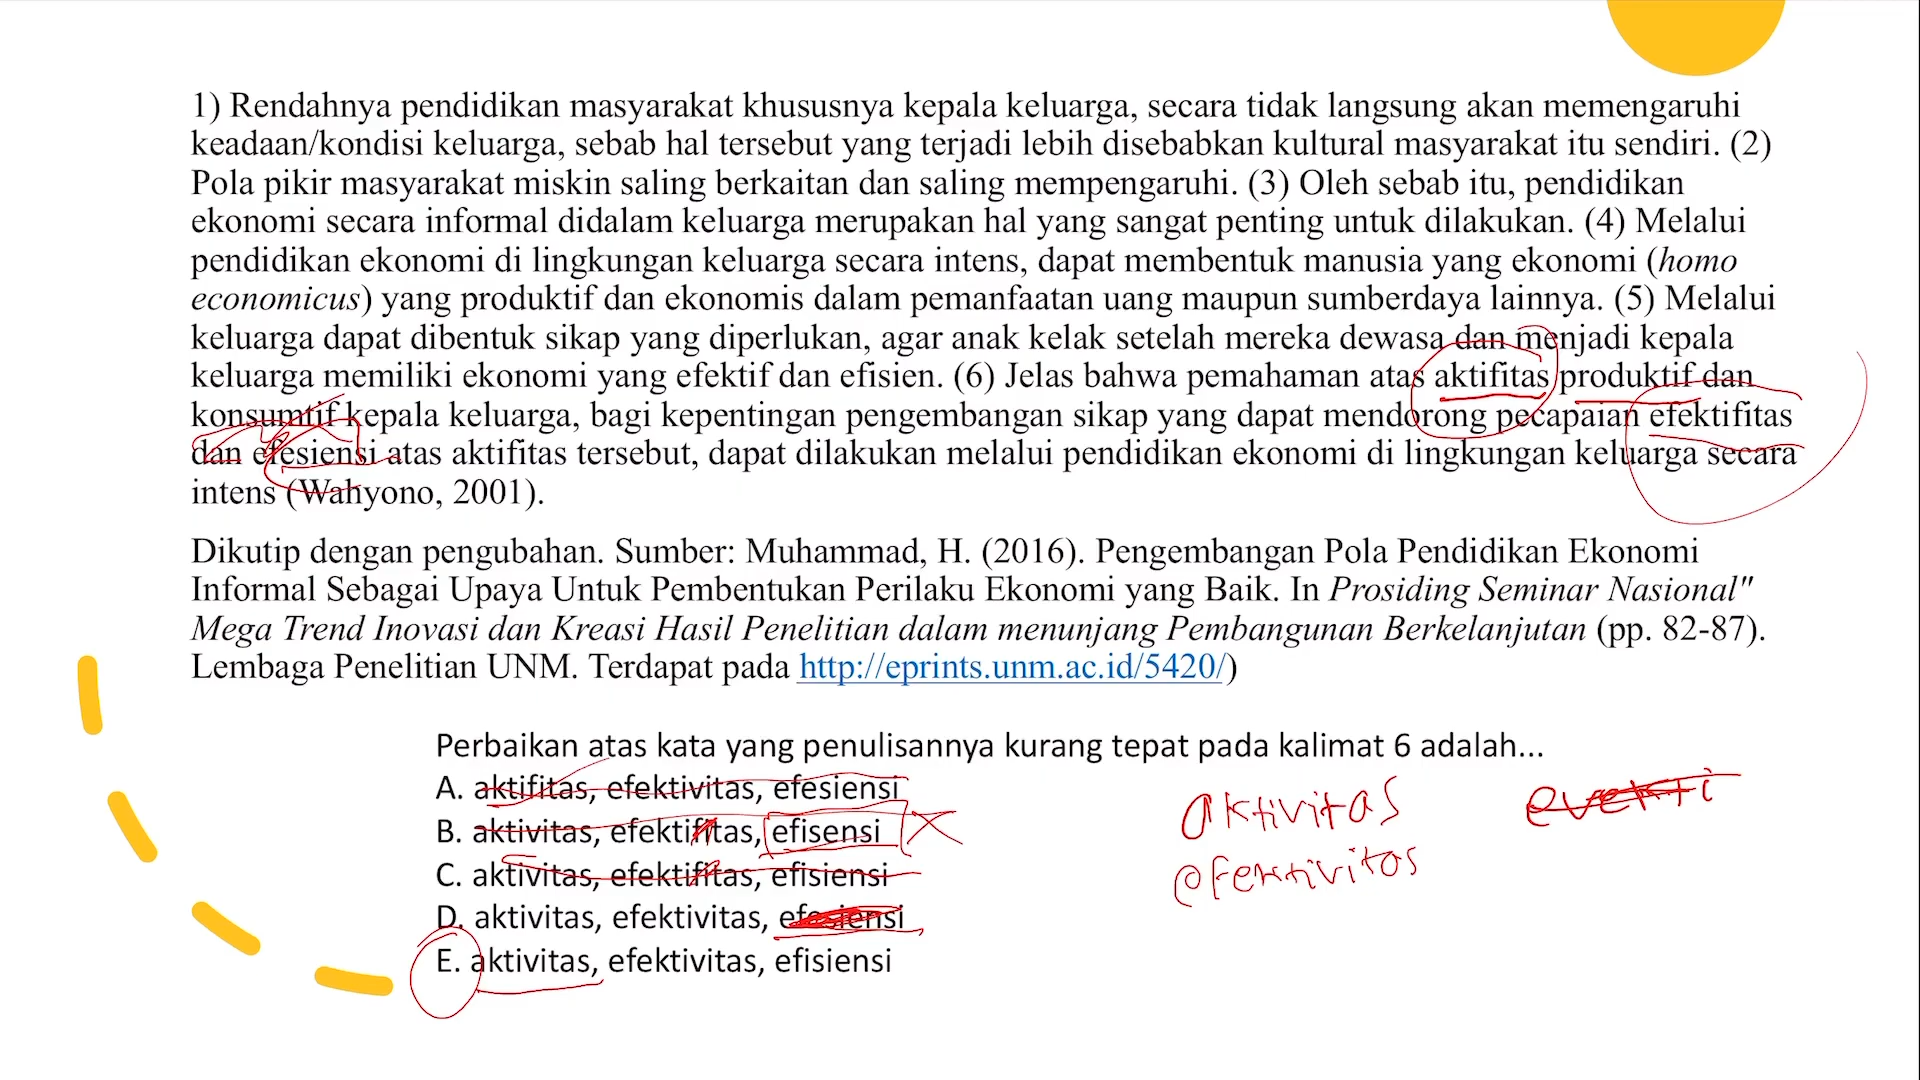 1) Rendahnya pendidikan masyarakat khususnya kepala keluarga, secara tidak langsung akan memengaruhi
keadaan/kondisi keluarga, sebab hal tersebut yang terjadi lebih disebabkan kultural masyarakat itu sendiri. (2)
Pola pikir masyarakat miskin saling berkaitan dan saling mempengaruhi. (3) Oleh sebab itu, pendidikan
ekonomi secara informal didalam keluarga merupakan hal yang sangat penting untuk dilakukan. (4) Melalui
pendidikan ekonomi di lingkungan keluarga secara intens, dapat membentuk manusia yang ekonomi (homo
economicus) yang produktif dan ekonomis dalam pemanfaatan uang maupun sumberdaya lainnya. (5) Melalui
keluarga dapat dibentuk sikap yang diperlukan, agar anak kelak setelah mereka dewasa dan menjadi kepala
keluarga memiliki ekonomi yang efektif dan efisien. (6) Jelas bahwa pemahaman atas aktifitas produktif dan
konsumtif kepala keluarga, bagi kepentingan pengembangan sikap yang dapat mendorong pecapaian efektifitas
dan efesiensi atas aktifitas tersebut, dapat dilakukan melalui pendidikan ekonomi di lingkungan keluarga secara
intens (Wahyono, 2001).
Dikutip dengan pengubahan. Sumber: Muhammad, H. (2016). Pengembangan Pola Pendidikan Ekonomi
Informal Sebagai Upaya Untuk Pembentukan Perilaku Ekonomi yang Baik. In Prosiding Seminar Nasional"
Mega Trend Inovasi dan Kreasi Hasil Penelitian dalam menunjang Pembangunan Berkelanjutan (pp. 82-87).
Lembaga Penelitian UNM. Terdapat pada http://eprints.unm.ac.id/5420/)
Perbaikan atas kata yang penulisannya kurang tepat pada kalimat 6 adalah...
A. aktifitas, efektivitas, efesiensi
B. aktivitas, efektifitas, efisensi
C. aktivitas, efektifitas, efisiensi
D. aktivitas, efektivitas, efesiensi
E. aktivitas, efektivitas, efisiensi
aktivitas
evekti
efektivitas